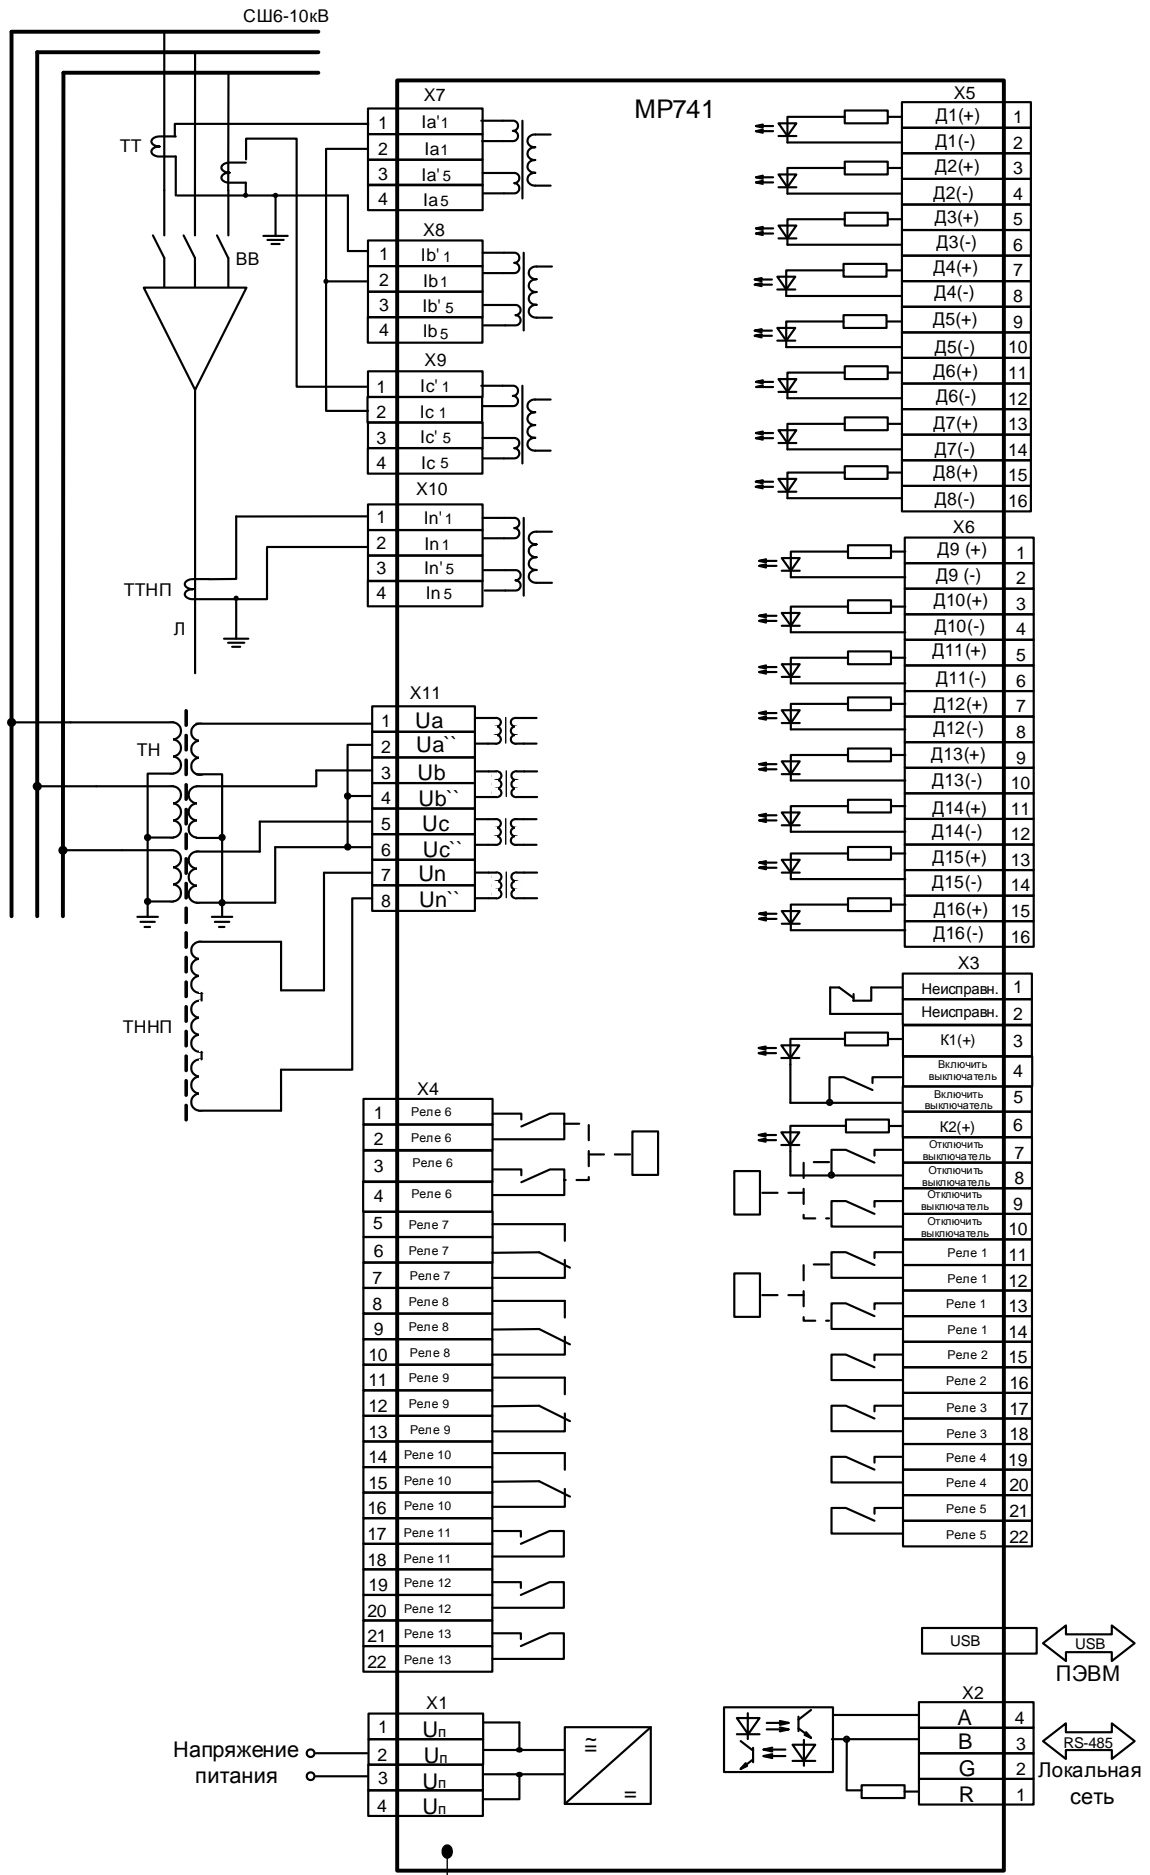 СШ6-10кВ
МР741
ТТ
ВВ
ТТНП
Л
ТН
ТННП
X7
1 Ia'1
2 Ia1
3 Ia'5
4 Ia5
X8
1 Ib'1
2 Ib1
3 Ib'5
4 Ib5
X9
1 Ic'1
2 Ic1
3 Ic'5
4 Ic5
X10
1 In'1
2 In1
3 In'5
4 In5
X11
1 Ua
2 Ua``
3 Ub
4 Ub``
5 Uc
6 Uc``
7 Un
8 Un``
X4
1 Реле 6
2 Реле 6
3 Реле 6
4 Реле 6
5 Реле 7
6 Реле 7
7 Реле 7
8 Реле 8
9 Реле 8
10 Реле 8
11 Реле 9
12 Реле 9
13 Реле 9
14 Реле 10
15 Реле 10
16 Реле 10
17 Реле 11
18 Реле 11
19 Реле 12
20 Реле 12
21 Реле 13
22 Реле 13
X1
1 Uп
2 Uп
3 Uп
4 Uп
Напряжение
питания
≅
=
X5
Д1(+) 1
Д1(-) 2
Д2(+) 3
Д2(-) 4
Д3(+) 5
Д3(-) 6
Д4(+) 7
Д4(-) 8
Д5(+) 9
Д5(-) 10
Д6(+) 11
Д6(-) 12
Д7(+) 13
Д7(-) 14
Д8(+) 15
Д8(-) 16
X6
Д9 (+) 1
Д9 (-) 2
Д10(+) 3
Д10(-) 4
Д11(+) 5
Д11(-) 6
Д12(+) 7
Д12(-) 8
Д13(+) 9
Д13(-) 10
Д14(+) 11
Д14(-) 12
Д15(+) 13
Д15(-) 14
Д16(+) 15
Д16(-) 16
X3
Неисправн. 1
Неисправн. 2
К1(+) 3
Включить
выключатель 4
Включить
выключатель 5
К2(+) 6
Отключить
выключатель 7
Отключить
выключатель 8
Отключить
выключатель 9
Отключить
выключатель 10
Реле 1 11
Реле 1 12
Реле 1 13
Реле 1 14
Реле 2 15
Реле 2 16
Реле 3 17
Реле 3 18
Реле 4 19
Реле 4 20
Реле 5 21
Реле 5 22
USB
USB
ПЭВМ
X2
A 4
B 3
G 2
R 1
RS-485
Локальная
сеть